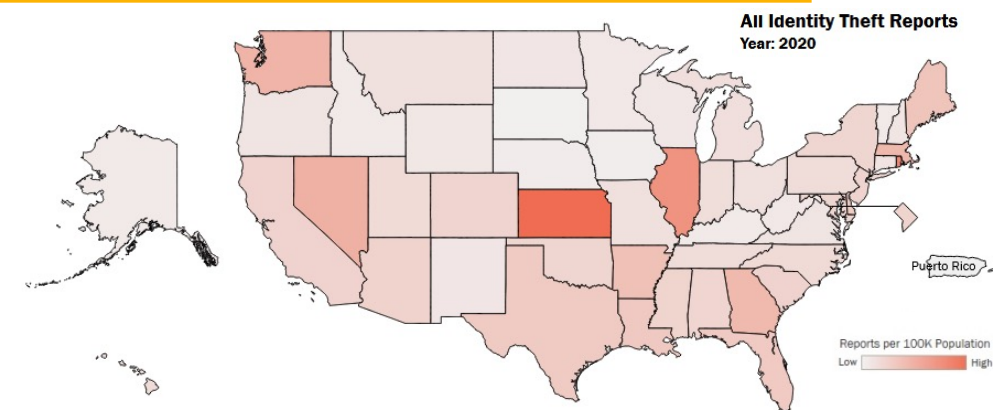 All Identity Theft Reports
Year: 2020
Puerto Rico
Reports per 100K Population
Low
High